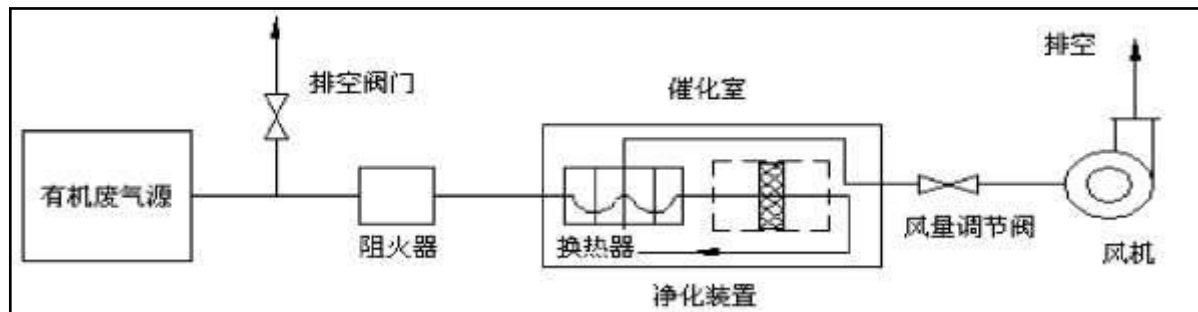 排空
排空阀门
催化室
有机废气源
阻火器
换热器
风量调节阀
风机
净化装置